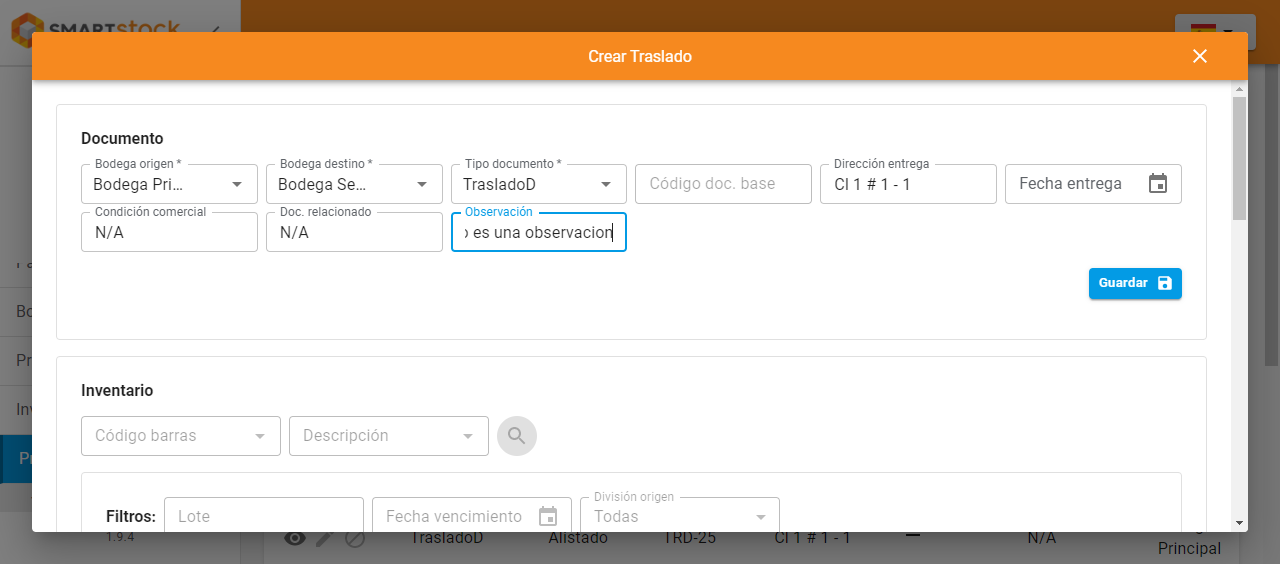 SMARTstock
Crear Traslado
Documento
Bodega origen * Bodega destino * Tipo documento * Dirección entrega
Bodega Pri... Bodega Se... TrasladoD Código doc. base Cl 1 # 1 - 1 Fecha entrega
Condición comercial Doc. relacionado Observación
N/A N/A es una observacion
Guardar
Bo
Pr
Inventario
Inv
Código barras Descripción
Pr
División origen
Filtros: Lote Fecha vencimiento Todas
1.9.4 TrasladoD Alistado TRD-25 Cl 1 # 1 - 1 — N/A
Principal